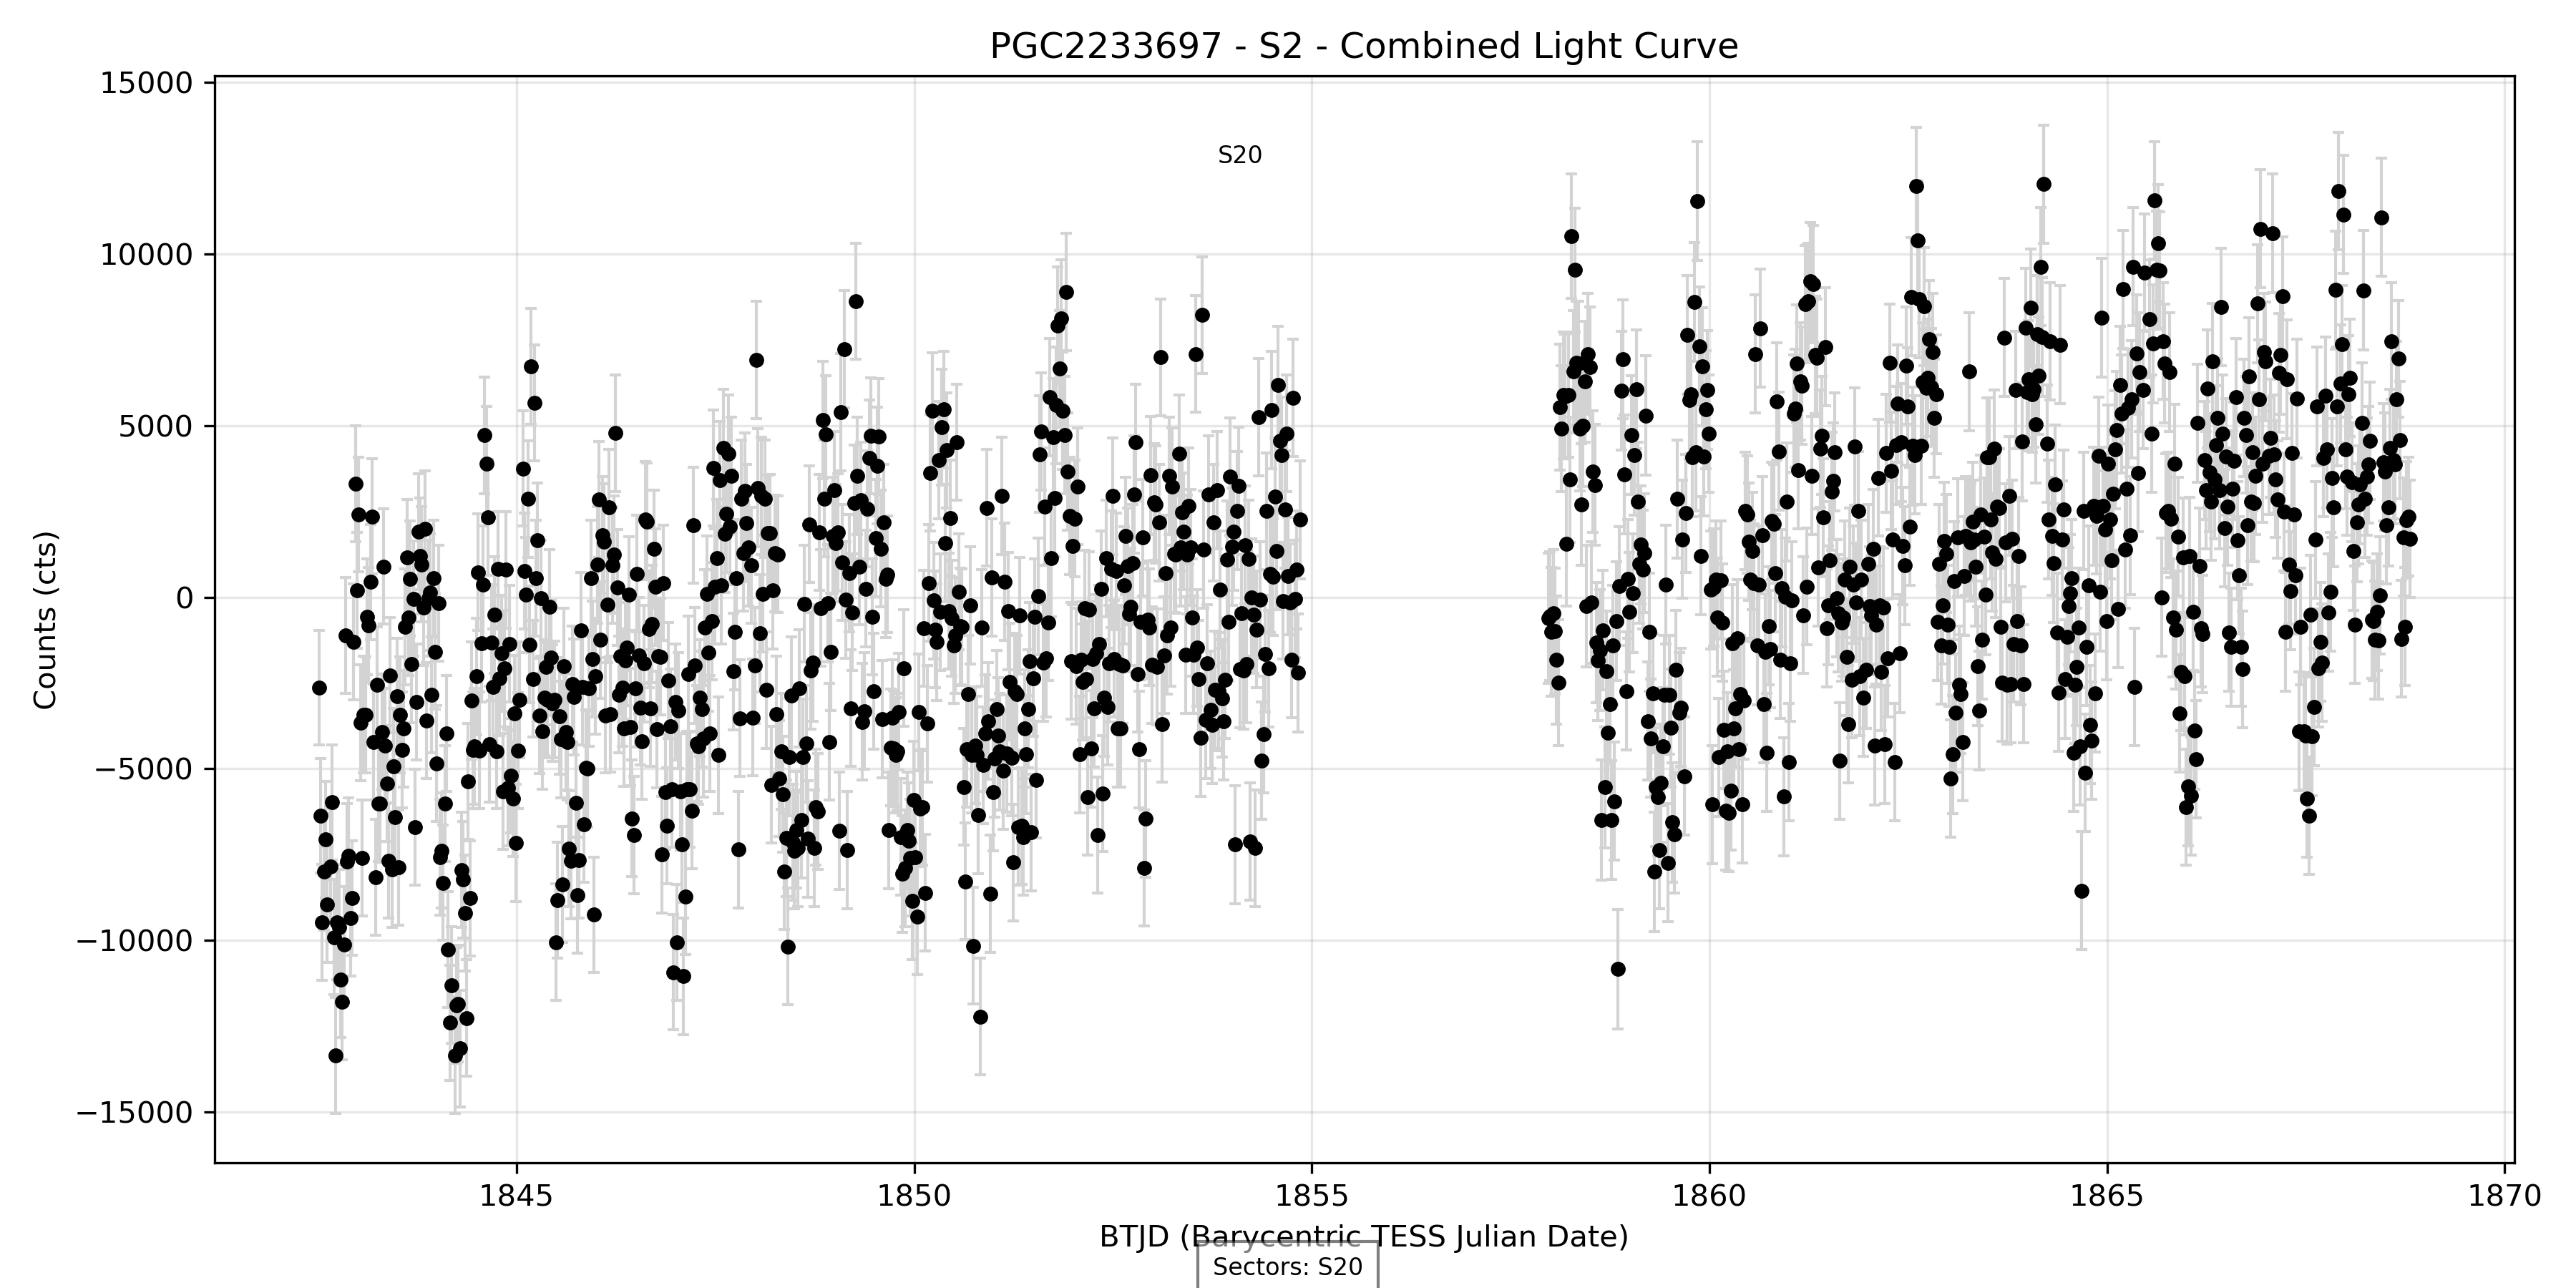 PGC2233697 - S2 - Combined Light Curve
S20
15000
10000
5000
0
−5000
−10000
−15000
Counts (cts)
1845
1850
1855
1860
1865
1870
BTJD (Barycentric TESS Julian Date)
Sectors: S20